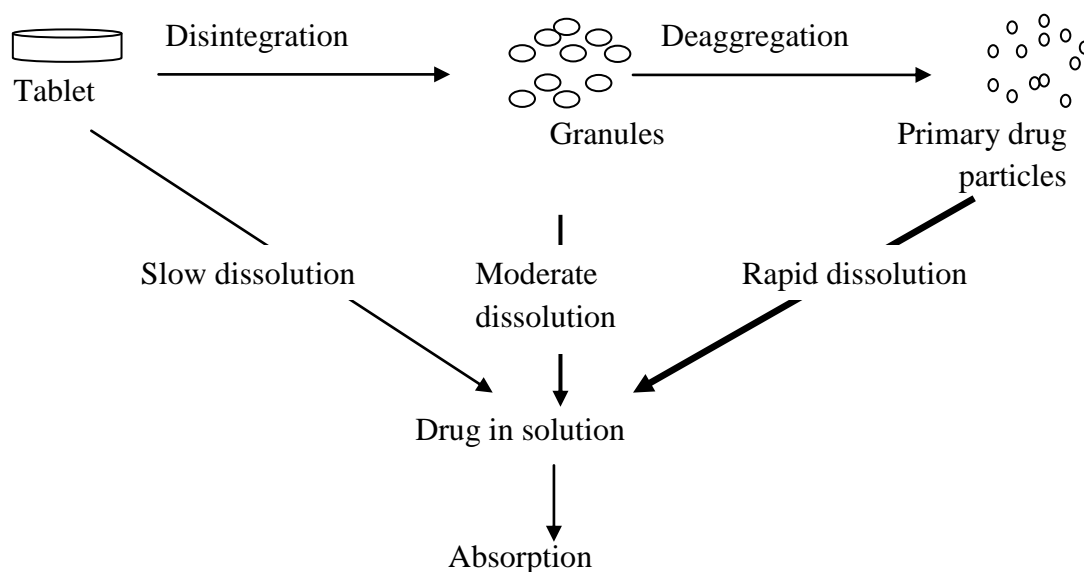 Disintegration
Deaggregation
Tablet
Granules
Primary drug
particles
Slow dissolution
Moderate
dissolution
Rapid dissolution
Drug in solution
Absorption